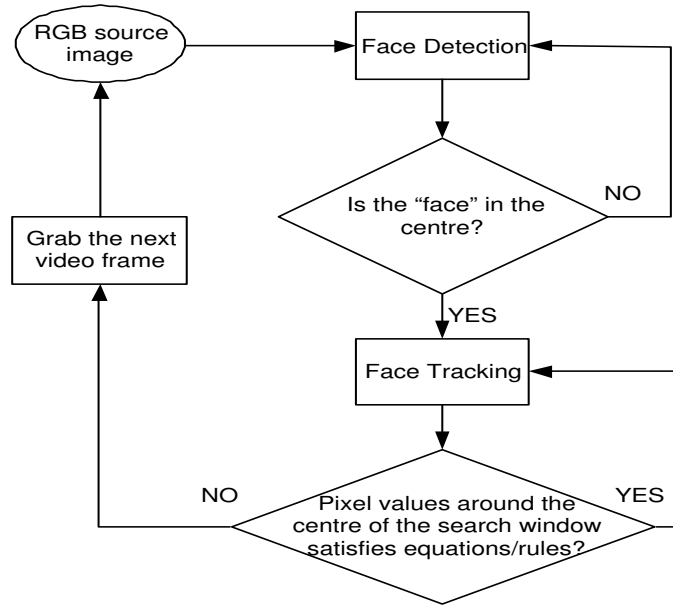 RGB source
image
Face Detection
Is the “face” in the
centre?
NO
YES
Grab the next
video frame
Face Tracking
NO
Pixel values around the
centre of the search window
satisfies equations/rules?
YES